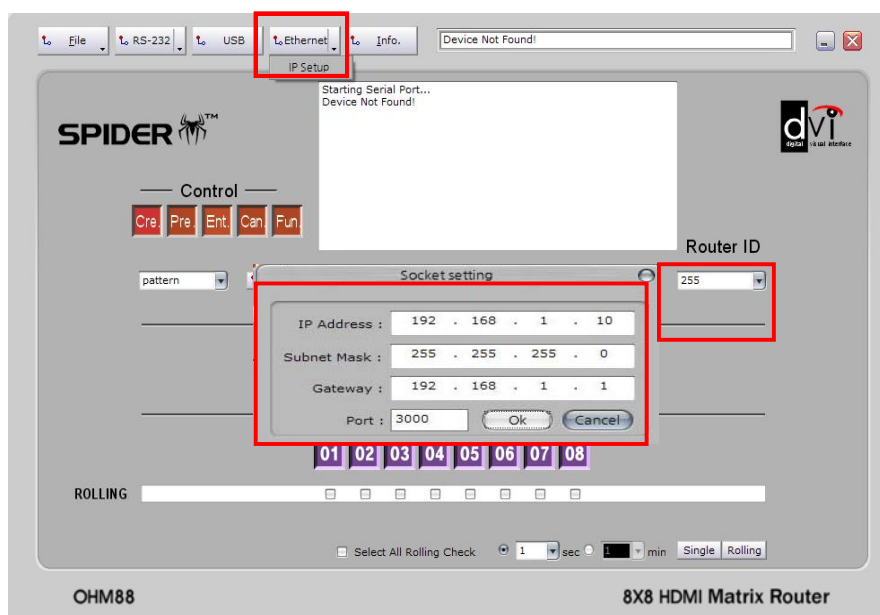 File RS-232 USB Ethernet Info. Device Not Found!
IP Setup
Starting Serial Port...
Device Not Found!
SPIDER TM
dvi
digital visual interface
Control
Cre. Pre. Ent. Can. Fun.
Router ID
pattern
255
Socket setting
IP Address : 192 . 168 . 1 . 10
Subnet Mask : 255 . 255 . 255 . 0
Gateway : 192 . 168 . 1 . 1
Port : 3000 Ok Cancel
01 02 03 04 05 06 07 08
ROLLING
Select All Rolling Check 1 sec 1 min Single Rolling
OHM88 8X8 HDMI Matrix Router